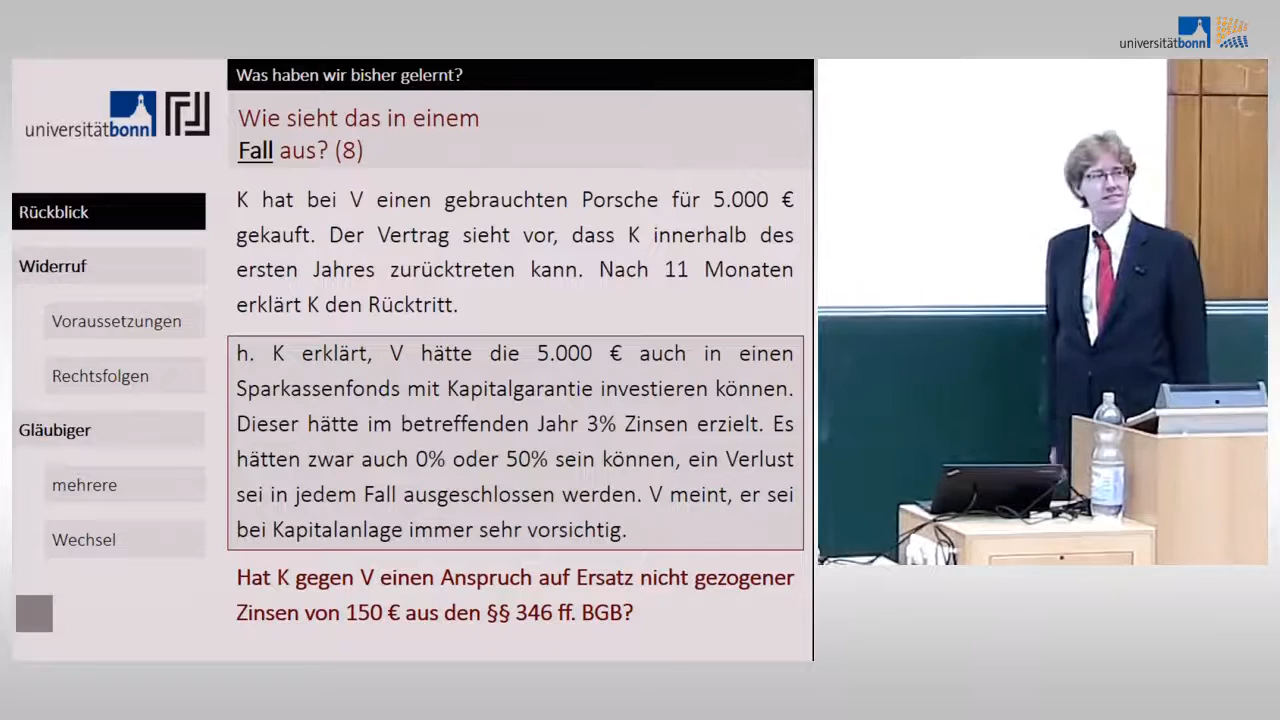 universitätbonn
Was haben wir bisher gelernt?
universitätbonn
Wie sieht das in einem
Fall aus? (8)
Rückblick
Widerruf
Voraussetzungen
Rechtsfolgen
Gläubiger
mehrere
Wechsel
K hat bei V einen gebrauchten Porsche für 5.000 €
gekauft. Der Vertrag sieht vor, dass K innerhalb des
ersten Jahres zurücktreten kann. Nach 11 Monaten
erklärt K den Rücktritt.
h. K erklärt, V hätte die 5.000 € auch in einen
Sparkassenfonds mit Kapitalgarantie investieren können.
Dieser hätte im betreffenden Jahr 3% Zinsen erzielt. Es
hätten zwar auch 0% oder 50% sein können, ein Verlust
sei in jedem Fall ausgeschlossen werden. V meint, er sei
bei Kapitalanlage immer sehr vorsichtig.
Hat K gegen V einen Anspruch auf Ersatz nicht gezogener
Zinsen von 150 € aus den §§ 346 ff. BGB?